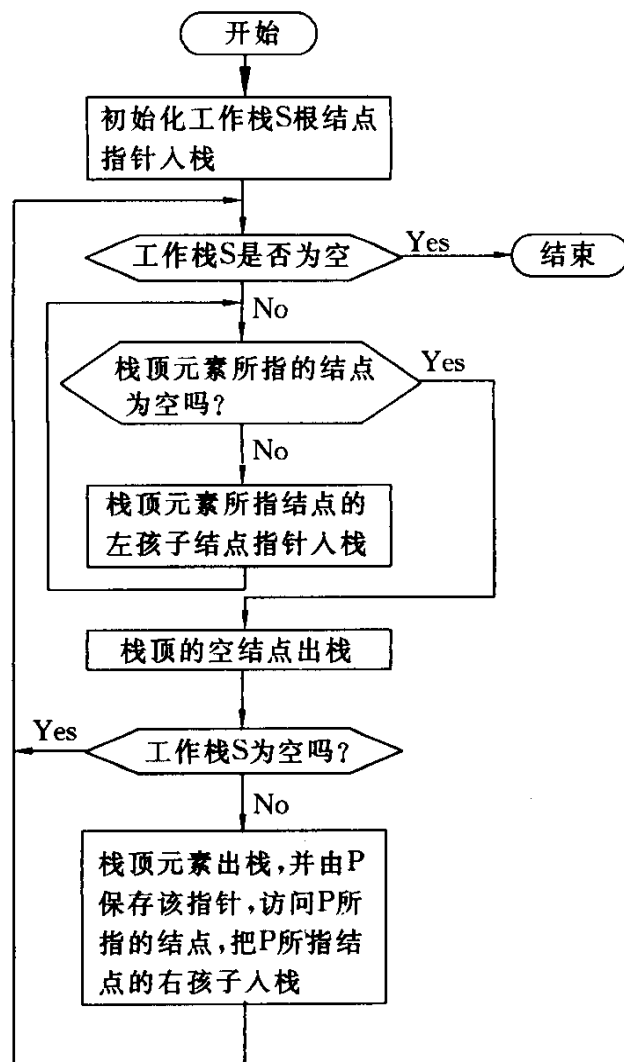 开始
初始化工作栈S根结点
指针入栈
工作栈S是否为空
Yes
结束
No
栈顶元素所指的结点
为空吗？
Yes
No
栈顶元素所指结点的
左孩子结点指针入栈
栈顶的空结点出栈
Yes
工作栈S为空吗？
No
栈顶元素出栈,并由P
保存该指针,访问P所
指的结点,把P所指结
点的右孩子入栈